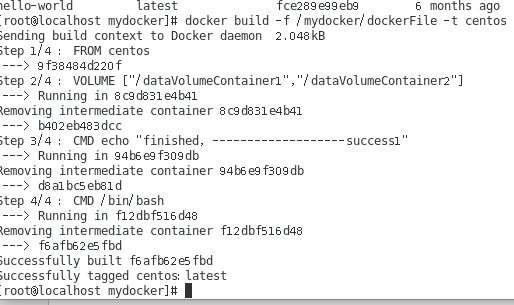 hello-world latest fce289e99eb9 6 months ago
[root@localhost mydocker]# docker build -f /mydocker/dockerFile -t centos
Sending build context to Docker daemon 2.048kB
Step 1/4 : FROM centos
---> 9f38484d220f
Step 2/4 : VOLUME ["/dataVolumeContainer1","/dataVolumeContainer2"]
---> Running in 8c9d831e4b41
Removing intermediate container 8c9d831e4b41
---> b402eb483dcc
Step 3/4 : CMD echo "finished, -------------------success1"
---> Running in 94b6e9f309db
Removing intermediate container 94b6e9f309db
---> d8a1bc5eb81d
Step 4/4 : CMD /bin/bash
---> Running in f12dbf516d48
Removing intermediate container f12dbf516d48
---> f6afb62e5fbd
Successfully built f6afb62e5fbd
Successfully tagged centos:latest
[root@localhost mydocker]#